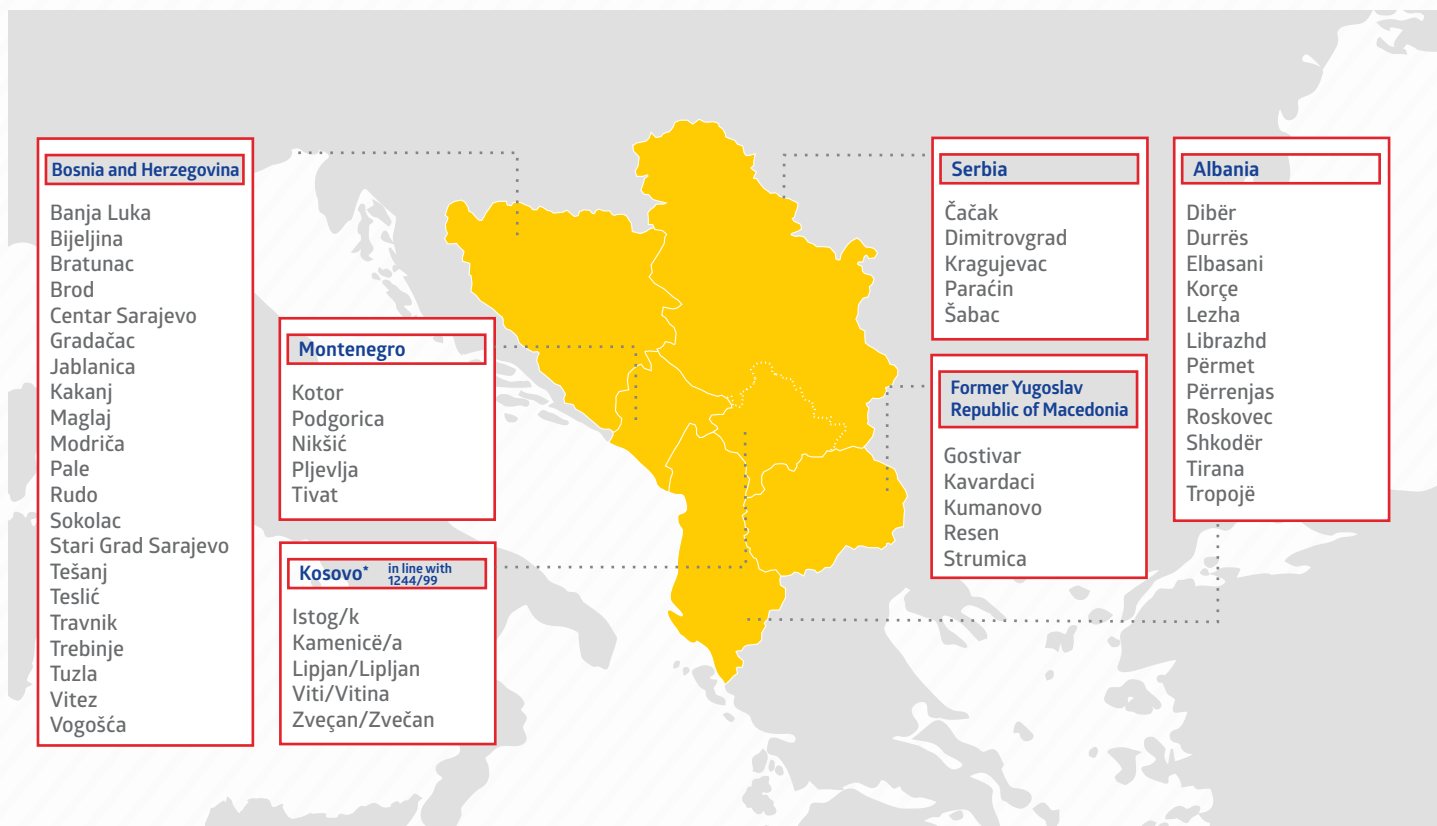 Bosnia and Herzegovina
Banja Luka
Bijeljina
Bratunac
Brod
Centar Sarajevo
Gradačac
Jablanica
Kakanj
Maglaj
Modriča
Pale
Rudo
Sokolac
Stari Grad Sarajevo
Tešanj
Teslić
Travnik
Trebinje
Tuzla
Vitez
Vogošća
Montenegro
Kotor
Podgorica
Nikšić
Pljevlja
Tivat
Kosovo*
in line with
1244/99
Istog/k
Kamenicë/a
Lipjan/Lipljan
Viti/Vitina
Zveçan/Zvečan
Serbia
Čačak
Dimitrovgrad
Kragujevac
Paraćin
Šabac
Former Yugoslav
Republic of Macedonia
Gostivar
Kavardaci
Kumanovo
Resen
Strumica
Albania
Dibër
Durrës
Elbasani
Korçe
Lezha
Librazhd
Përmet
Përrenjas
Roskovec
Shkodër
Tirana
Tropojë